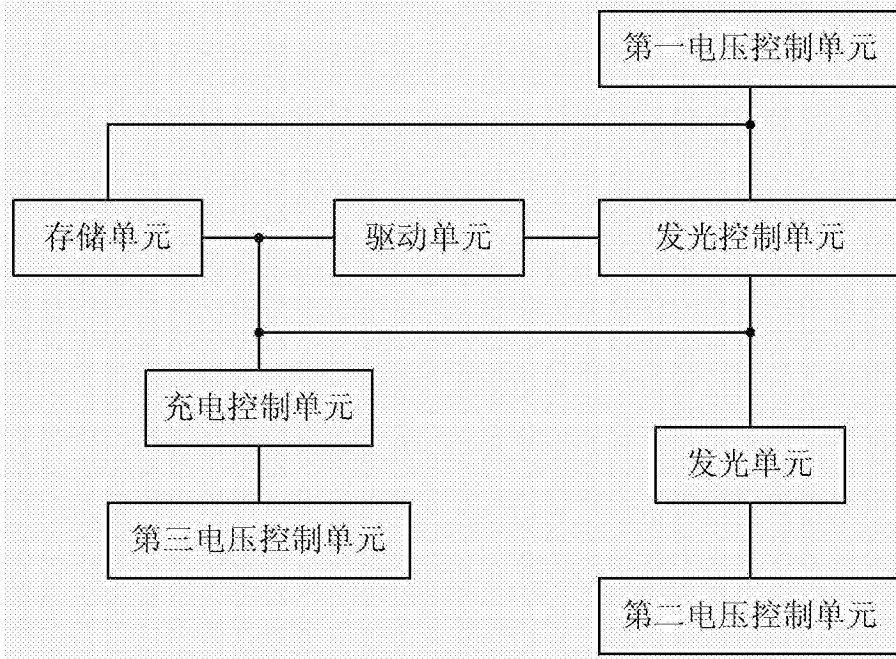 第一电压控制单元
存储单元
驱动单元
发光控制单元
充电控制单元
发光单元
第三电压控制单元
第二电压控制单元